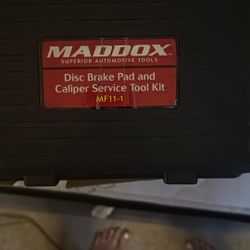 MADDOX
SUPERIOR AUTOMOTIVE TOOLS
Disc Brake Pad and
Caliper Service Tool Kit
MF11-1